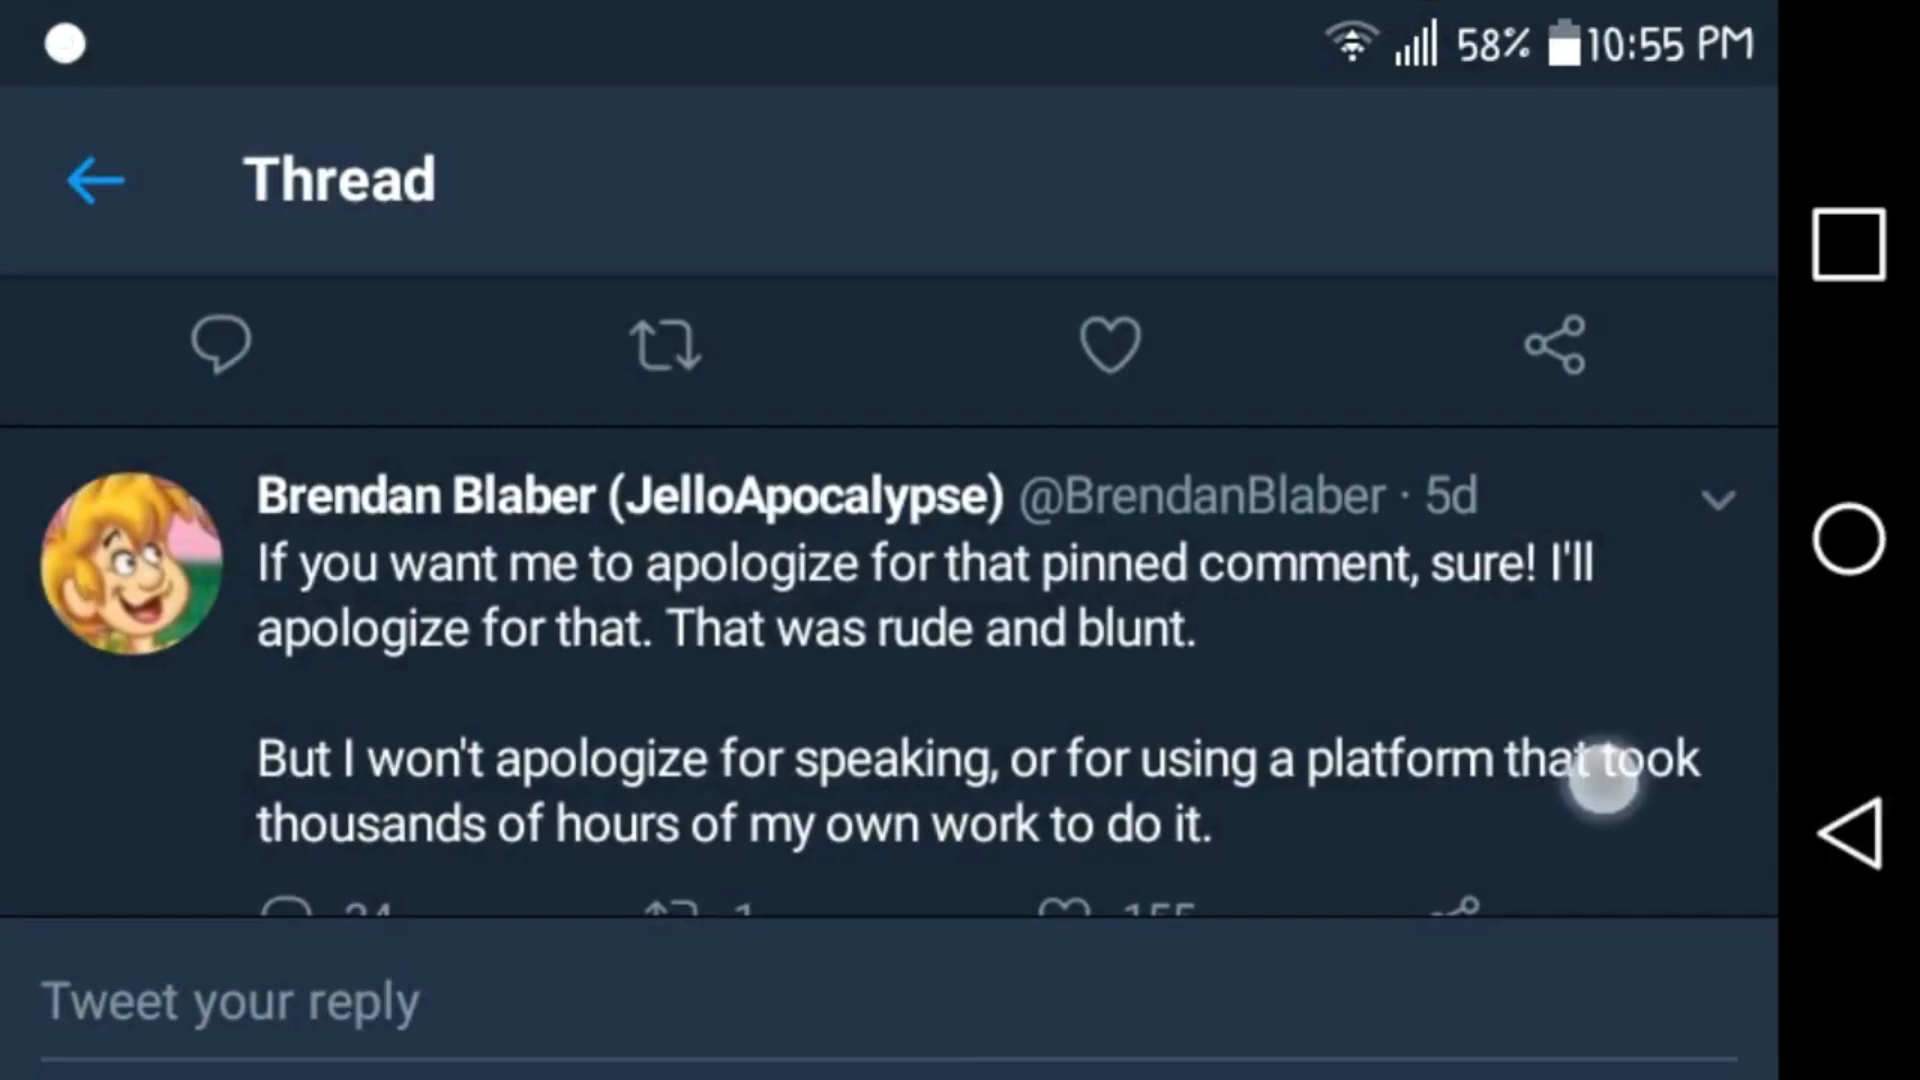 58% 10:55 PM
Thread
Brendan Blaber (JelloApocalypse) @BrendanBlaber · 5d
If you want me to apologize for that pinned comment, sure! I'll
apologize for that. That was rude and blunt.
But I won't apologize for speaking, or for using a platform that took
thousands of hours of my own work to do it.
Tweet your reply